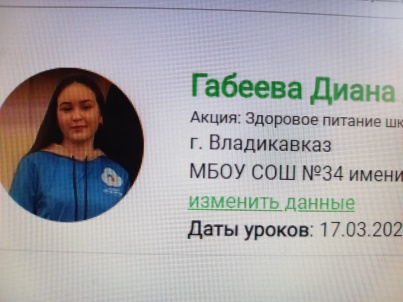 Габеева Диана
Акция: Здоровое питание шк
г. Владикавказ
МБОУ СОШ №34 имени
изменить данные
Даты уроков: 17.03.202